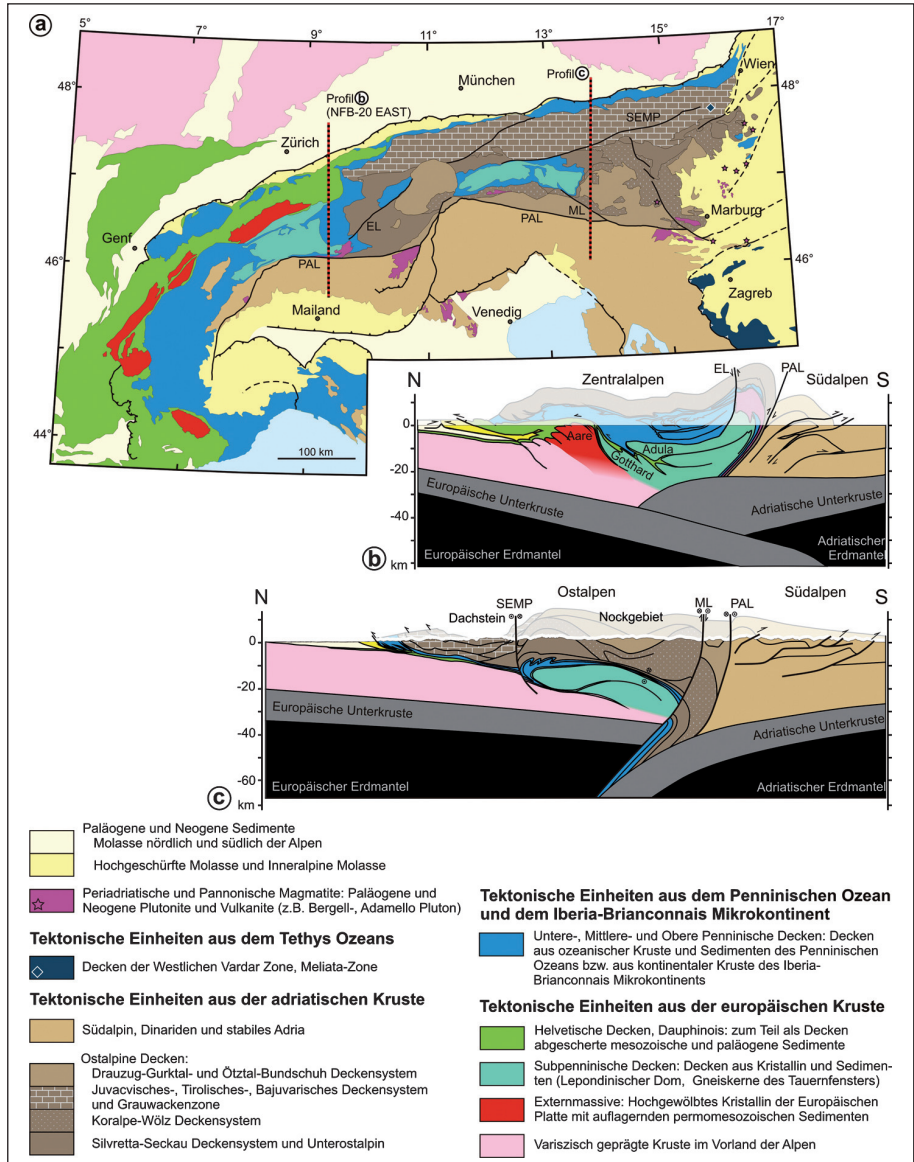 a
5°
7°
9°
11°
13°
15°
17°
48°
48°
46°
46°
44°
Wien
München
Profil c
Profil b
(NFB-20 EAST)
SEMP
Zürich
Marburg
EL
PAL
ML
Genf
PAL
Zagreb
Mailand
Venedig
100 km
N
Zentralalpen
EL
PAL
Südalpen
S
0
-20
-40
km
Aare
Gotthard
Adula
Europäische Unterkruste
Adriatische Unterkruste
Europäischer Erdmantel
Adriatischer
Erdmantel
b
N
Ostalpen
Südalpen
S
SEMP
ML
PAL
Dachstein
Nockgebiet
0
-20
-40
-60
km
Europäische Unterkruste
Adriatische Unterkruste
Europäischer Erdmantel
Adriatischer Erdmantel
c
Paläogene und Neogene Sedimente
Molasse nördlich und südlich der Alpen
Hochgeschürfte Molasse und Inneralpine Molasse
Periadriatische und Pannonische Magmatite: Paläogene und
Neogene Plutonite und Vulkanite (z.B. Bergell-, Adamello Pluton)
Tektonische Einheiten aus dem Tethys Ozeans
Decken der Westlichen Vardar Zone, Meliata-Zone
Tektonische Einheiten aus der adriatischen Kruste
Südalpin, Dinariden und stabiles Adria
Ostalpine Decken:
Drauzug-Gurktal- und Ötztal-Bundschuh Deckensystem
Juvacvisches-, Tirolisches-, Bajuvarisches Deckensystem
und Grauwackenzone
Koralpe-Wölz Deckensystem
Silvretta-Seckau Deckensystem und Unterostalpin
Tektonische Einheiten aus dem Penninischen Ozean
und dem Iberia-Brianconnais Mikrokontinent
Untere-, Mittlere- und Obere Penninische Decken: Decken
aus ozeanischer Kruste und Sedimenten des Penninischen
Ozeans bzw. aus kontinentaler Kruste des Iberia-
Brianconnais Mikrokontinents
Tektonische Einheiten aus der europäischen Kruste
Helvetische Decken, Dauphinois: zum Teil als Decken
abgescherte mesozoische und paläogene Sedimente
Subpenninische Decken: Decken aus Kristallin und Sedimen-
ten (Lepondinischer Dom, Gneiskerne des Tauernfensters)
Externmassive: Hochgewölbtes Kristallin der Europäischen
Platte mit auflagernden permomesozoischen Sedimenten
Variszisch geprägte Kruste im Vorland der Alpen